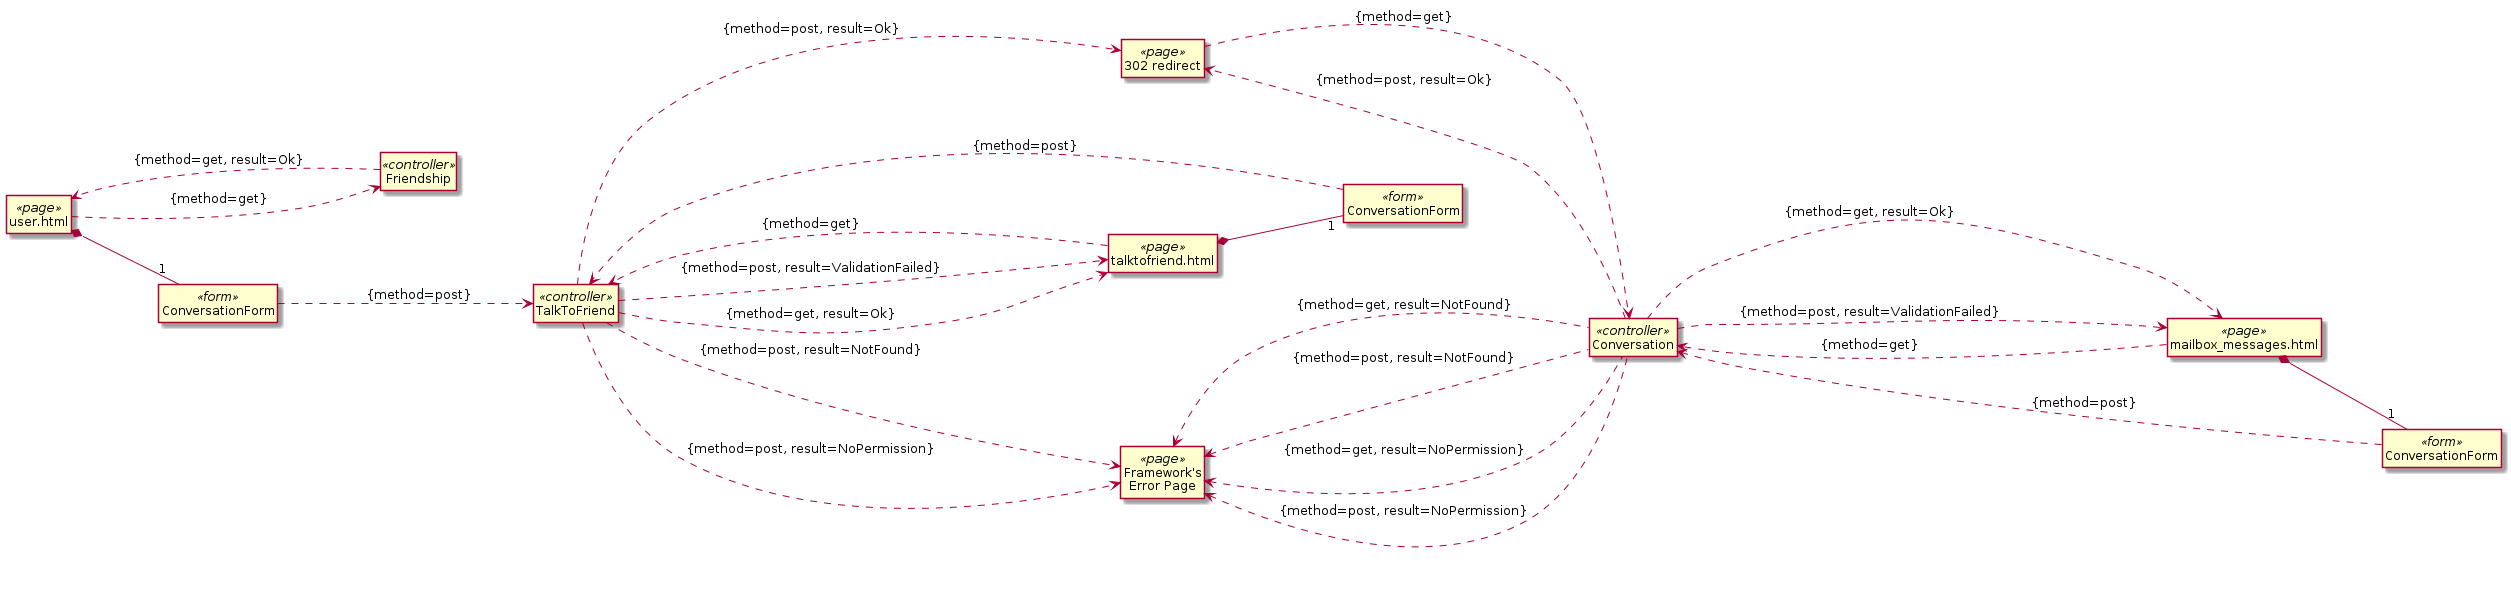 {method=get}
{method=post, result=Ok}
«page»
302 redirect
{method=post, result=Ok}
{method=post}
{method=get, result=Ok}
«controller»
Friendship
{method=get}
«page»
user.html
«form»
ConversationForm
1
{method=get}
«page»
talktofriend.html
{method=get, result=Ok}
1
{method=post, result=ValidationFailed}
«form»
ConversationForm
{method=post}
«controller»
TalkToFriend
{method=get, result=NotFound}
{method=post, result=Ok}
{method=get, result=Ok}
{method=post, result=ValidationFailed}
«controller»
Conversation
«page»
mailbox_messages.html
{method=get}
{method=post, result=NotFound}
{method=post, result=NotFound}
{method=post}
1
{method=post, result=NoPermission}
{method=get, result=NoPermission}
«form»
ConversationForm
«page»
Framework's
Error Page
{method=post, result=NoPermission}